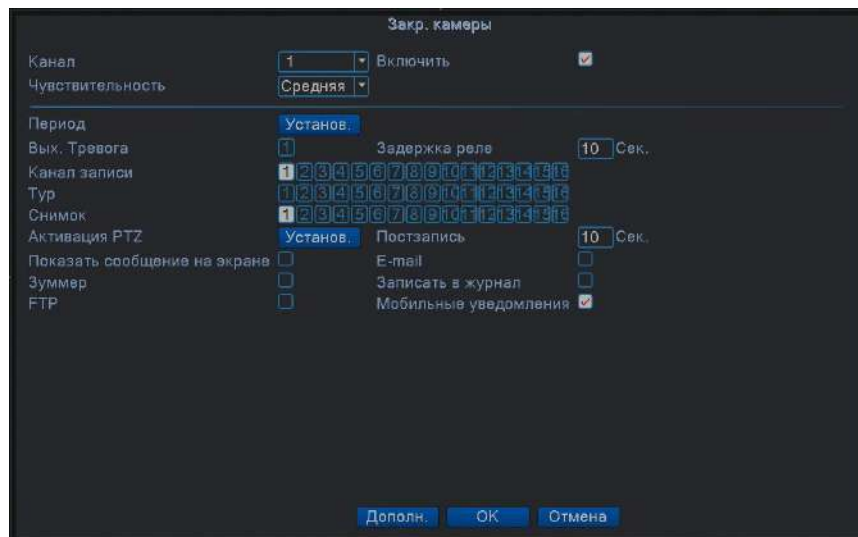 Закр. камеры
Канал 1 Включить
Чувствительность Средняя
Период Установ.
Вых. Тревога 1 Задержка реле 10 Сек.
Канал записи 1 2 3 4 5 6 7 8 9 10 11 12 13 14 15 16
Тур 1 2 3 4 5 6 7 8 9 10 11 12 13 14 15 16
Снимок 1 2 3 4 5 6 7 8 9 10 11 12 13 14 15 16
Активация PTZ Установ. Постзапись 10 Сек.
Показать сообщение на экране E-mail
Зуммер Записать в журнал
FTP Мобильные уведомления
Дополн. OK Отмена